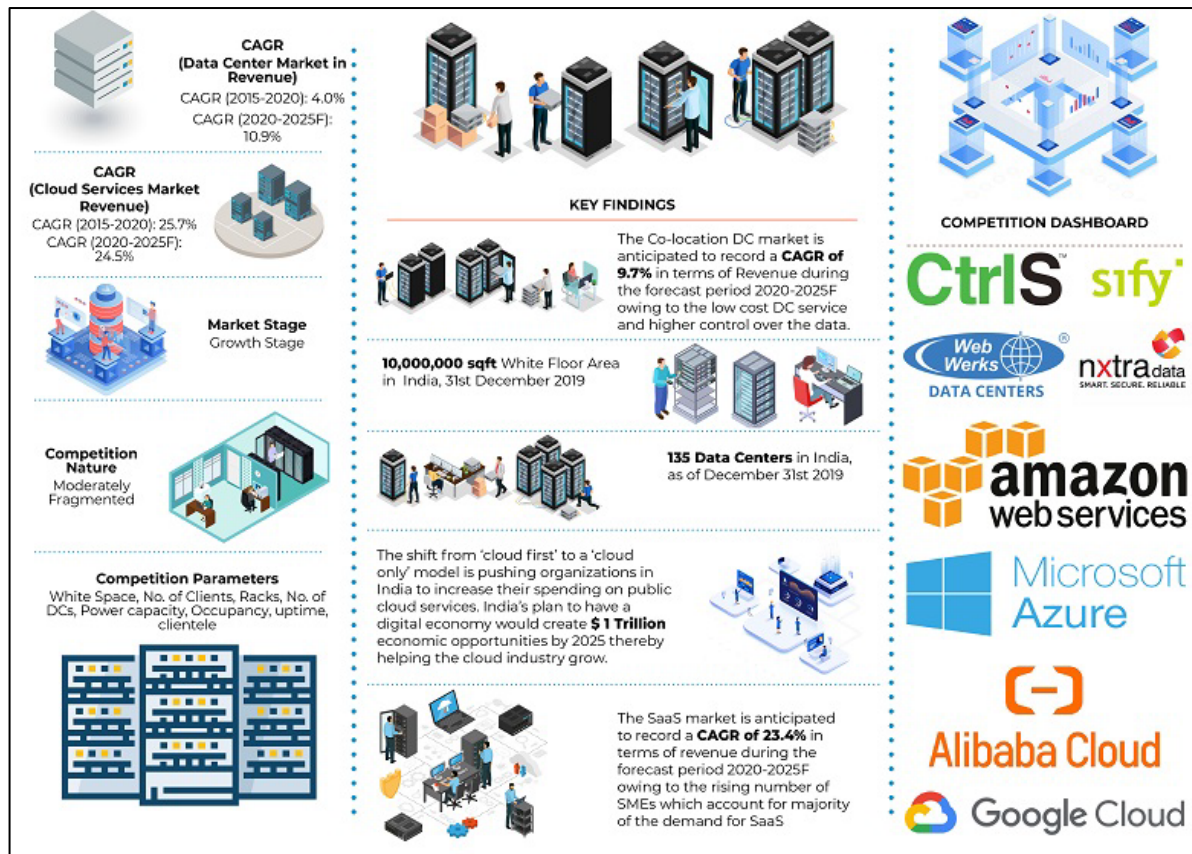 CAGR
(Data Center Market in
Revenue)
CAGR (2015-2020): 4.0%
CAGR (2020-2025F):
10.9%
CAGR
(Cloud Services Market
Revenue)
CAGR (2015-2020): 25.7%
CAGR (2020-2025F):
24.5%
Market Stage
Growth Stage
Competition
Nature
Moderately
Fragmented
Competition Parameters
White Space, No. of Clients, Racks, No. of
DCs, Power capacity, Occupancy, uptime,
clientele
KEY FINDINGS
The Co-location DC market is
anticipated to record a CAGR of
9.7% in terms of Revenue during
the forecast period 2020-2025F
owing to the low cost DC service
and higher control over the data.
10,000,000 sqft White Floor Area
in India, 31st December 2019
135 Data Centers in India,
as of December 31st 2019
The shift from ‘cloud first’ to a ‘cloud
only’ model is pushing organizations in
India to increase their spending on public
cloud services. India’s plan to have a
digital economy would create $ 1 Trillion
economic opportunities by 2025 thereby
helping the cloud industry grow.
The SaaS market is anticipated
to record a CAGR of 23.4% in
terms of revenue during the
forecast period 2020-2025F
owing to the rising number of
SMEs which account for majority
of the demand for SaaS
COMPETITION DASHBOARD
CtrlS™
sify
Web
Werks®
DATA CENTERS
nxtradata
SMART. SECURE. RELIABLE
amazon
web services
Microsoft
Azure
Alibaba Cloud
Google Cloud